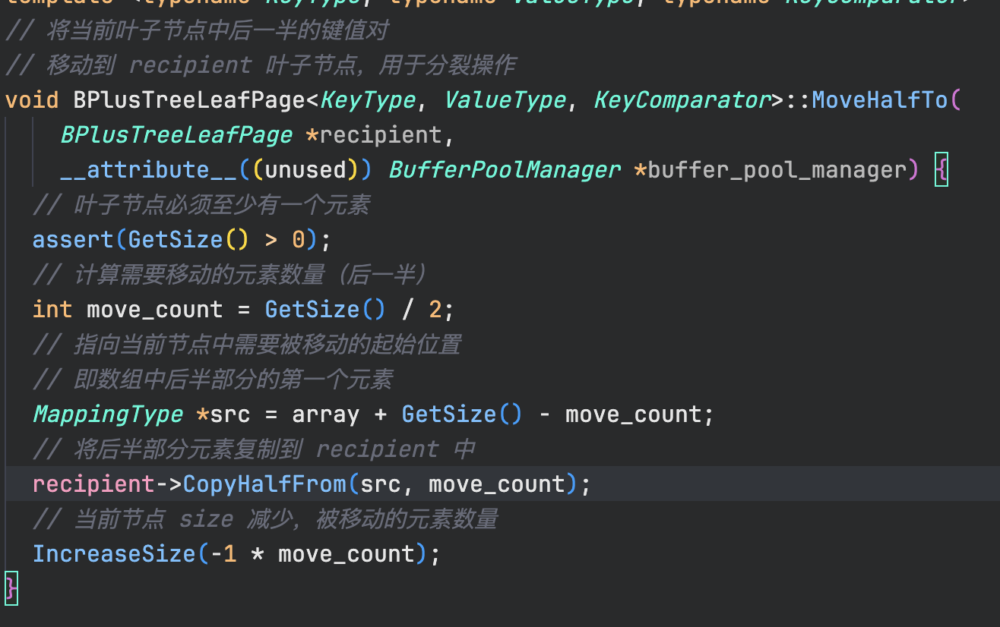 template <typename KeyType, typename ValueType, typename KeyComparator>
// 将当前叶子节点中后一半的键值对
// 移动到 recipient 叶子节点，用于分裂操作
void BPlusTreeLeafPage<KeyType, ValueType, KeyComparator>::MoveHalfTo(
BPlusTreeLeafPage *recipient,
__attribute__((unused)) BufferPoolManager *buffer_pool_manager) {
// 叶子节点必须至少有一个元素
assert(GetSize() > 0);
// 计算需要移动的元素数量（后一半）
int move_count = GetSize() / 2;
// 指向当前节点中需要被移动的起始位置
// 即数组中后半部分的第一个元素
MappingType *src = array + GetSize() - move_count;
// 将后半部分元素复制到 recipient 中
recipient->CopyHalfFrom(src, move_count);
// 当前节点 size 减少，被移动的元素数量
IncreaseSize(-1 * move_count);
}